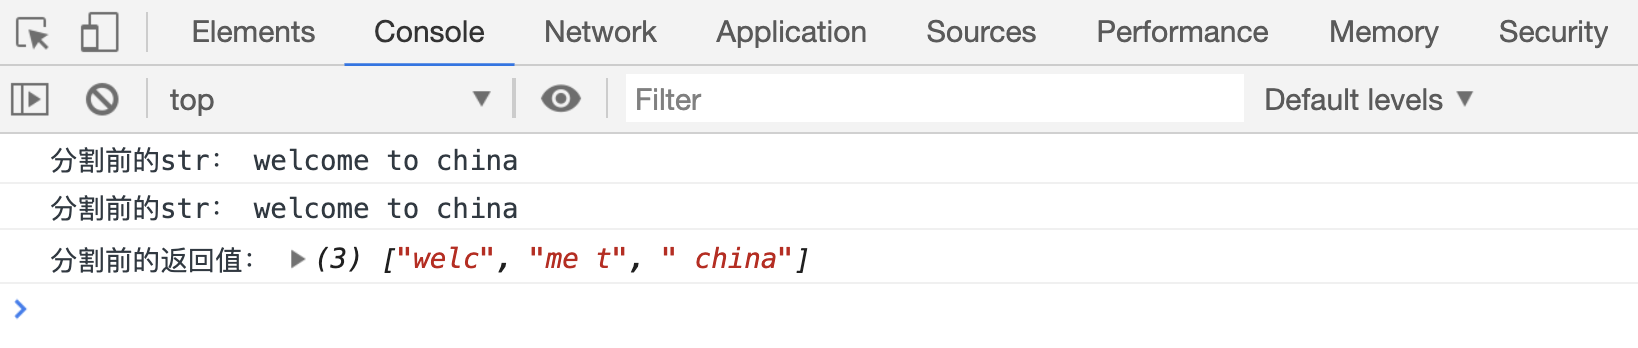 Elements Console Network Application Sources Performance Memory Security
top Filter Default levels
分割前的str： welcome to china
分割前的str： welcome to china
分割前的返回值： (3) ["welc", "me t", " china"]